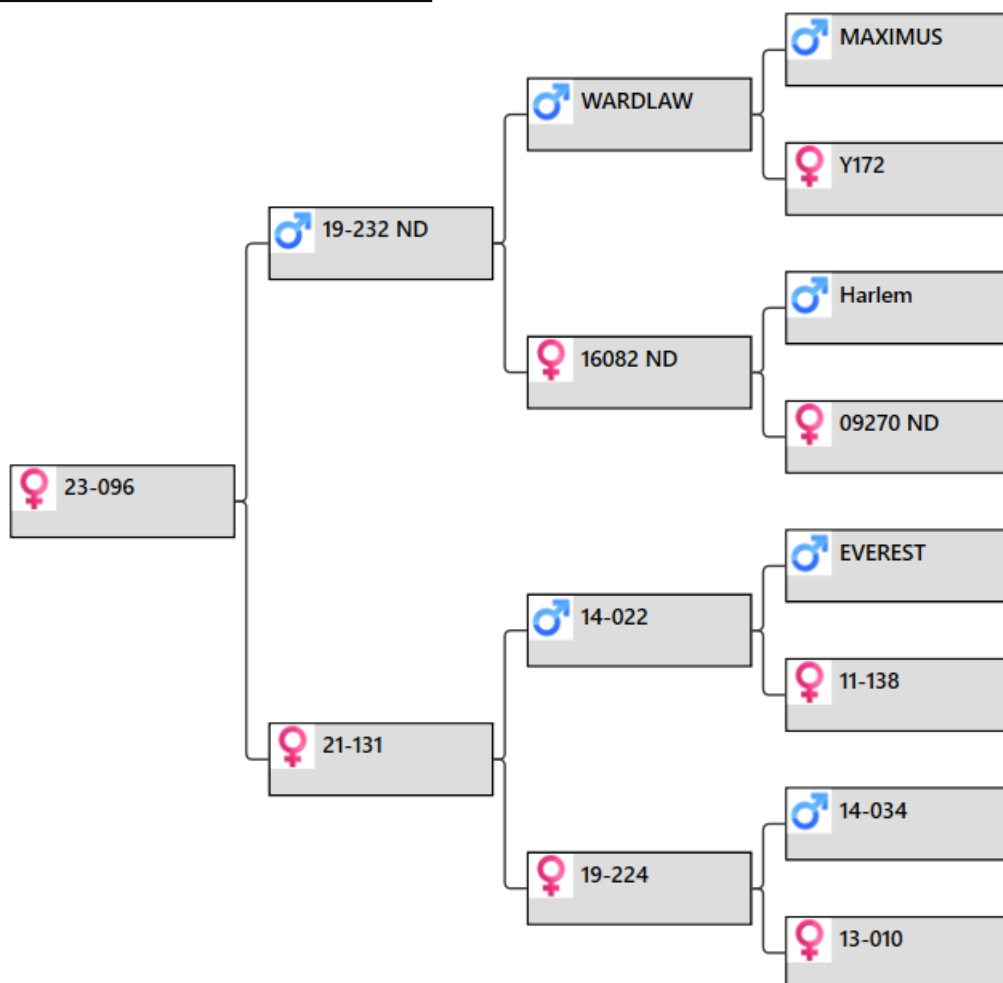 MAXIMUS
WARDLAW
Y172
19-232 ND
Harlem
16082 ND
09270 ND
23-096
EVEREST
14-022
11-138
21-131
14-034
19-224
13-010